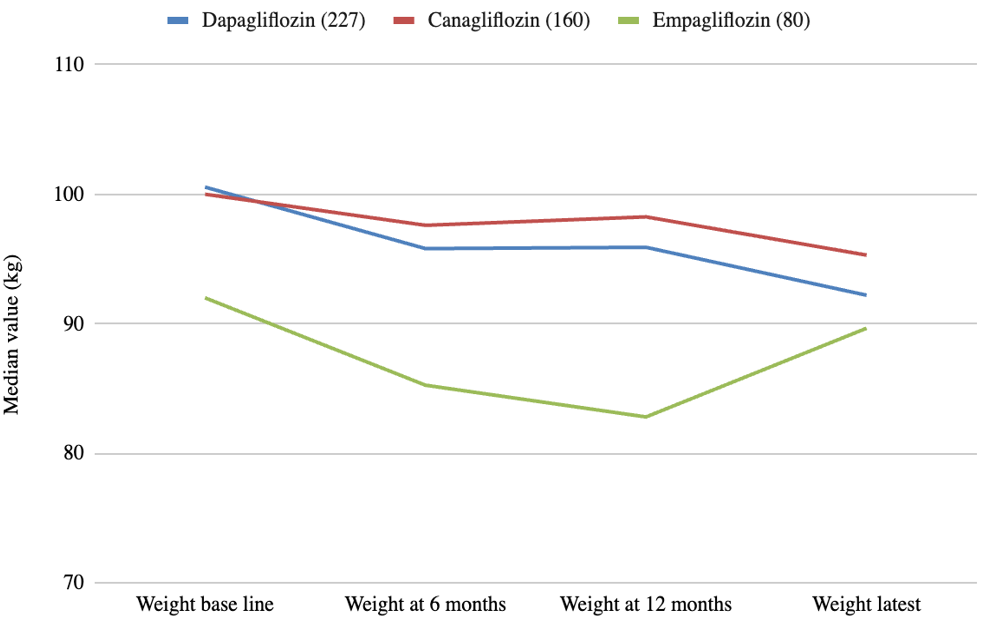 Dapagliflozin (227) Canagliflozin (160) Empagliflozin (80)
Median value (kg)
110
100
90
80
70
Weight base line Weight at 6 months Weight at 12 months Weight latest